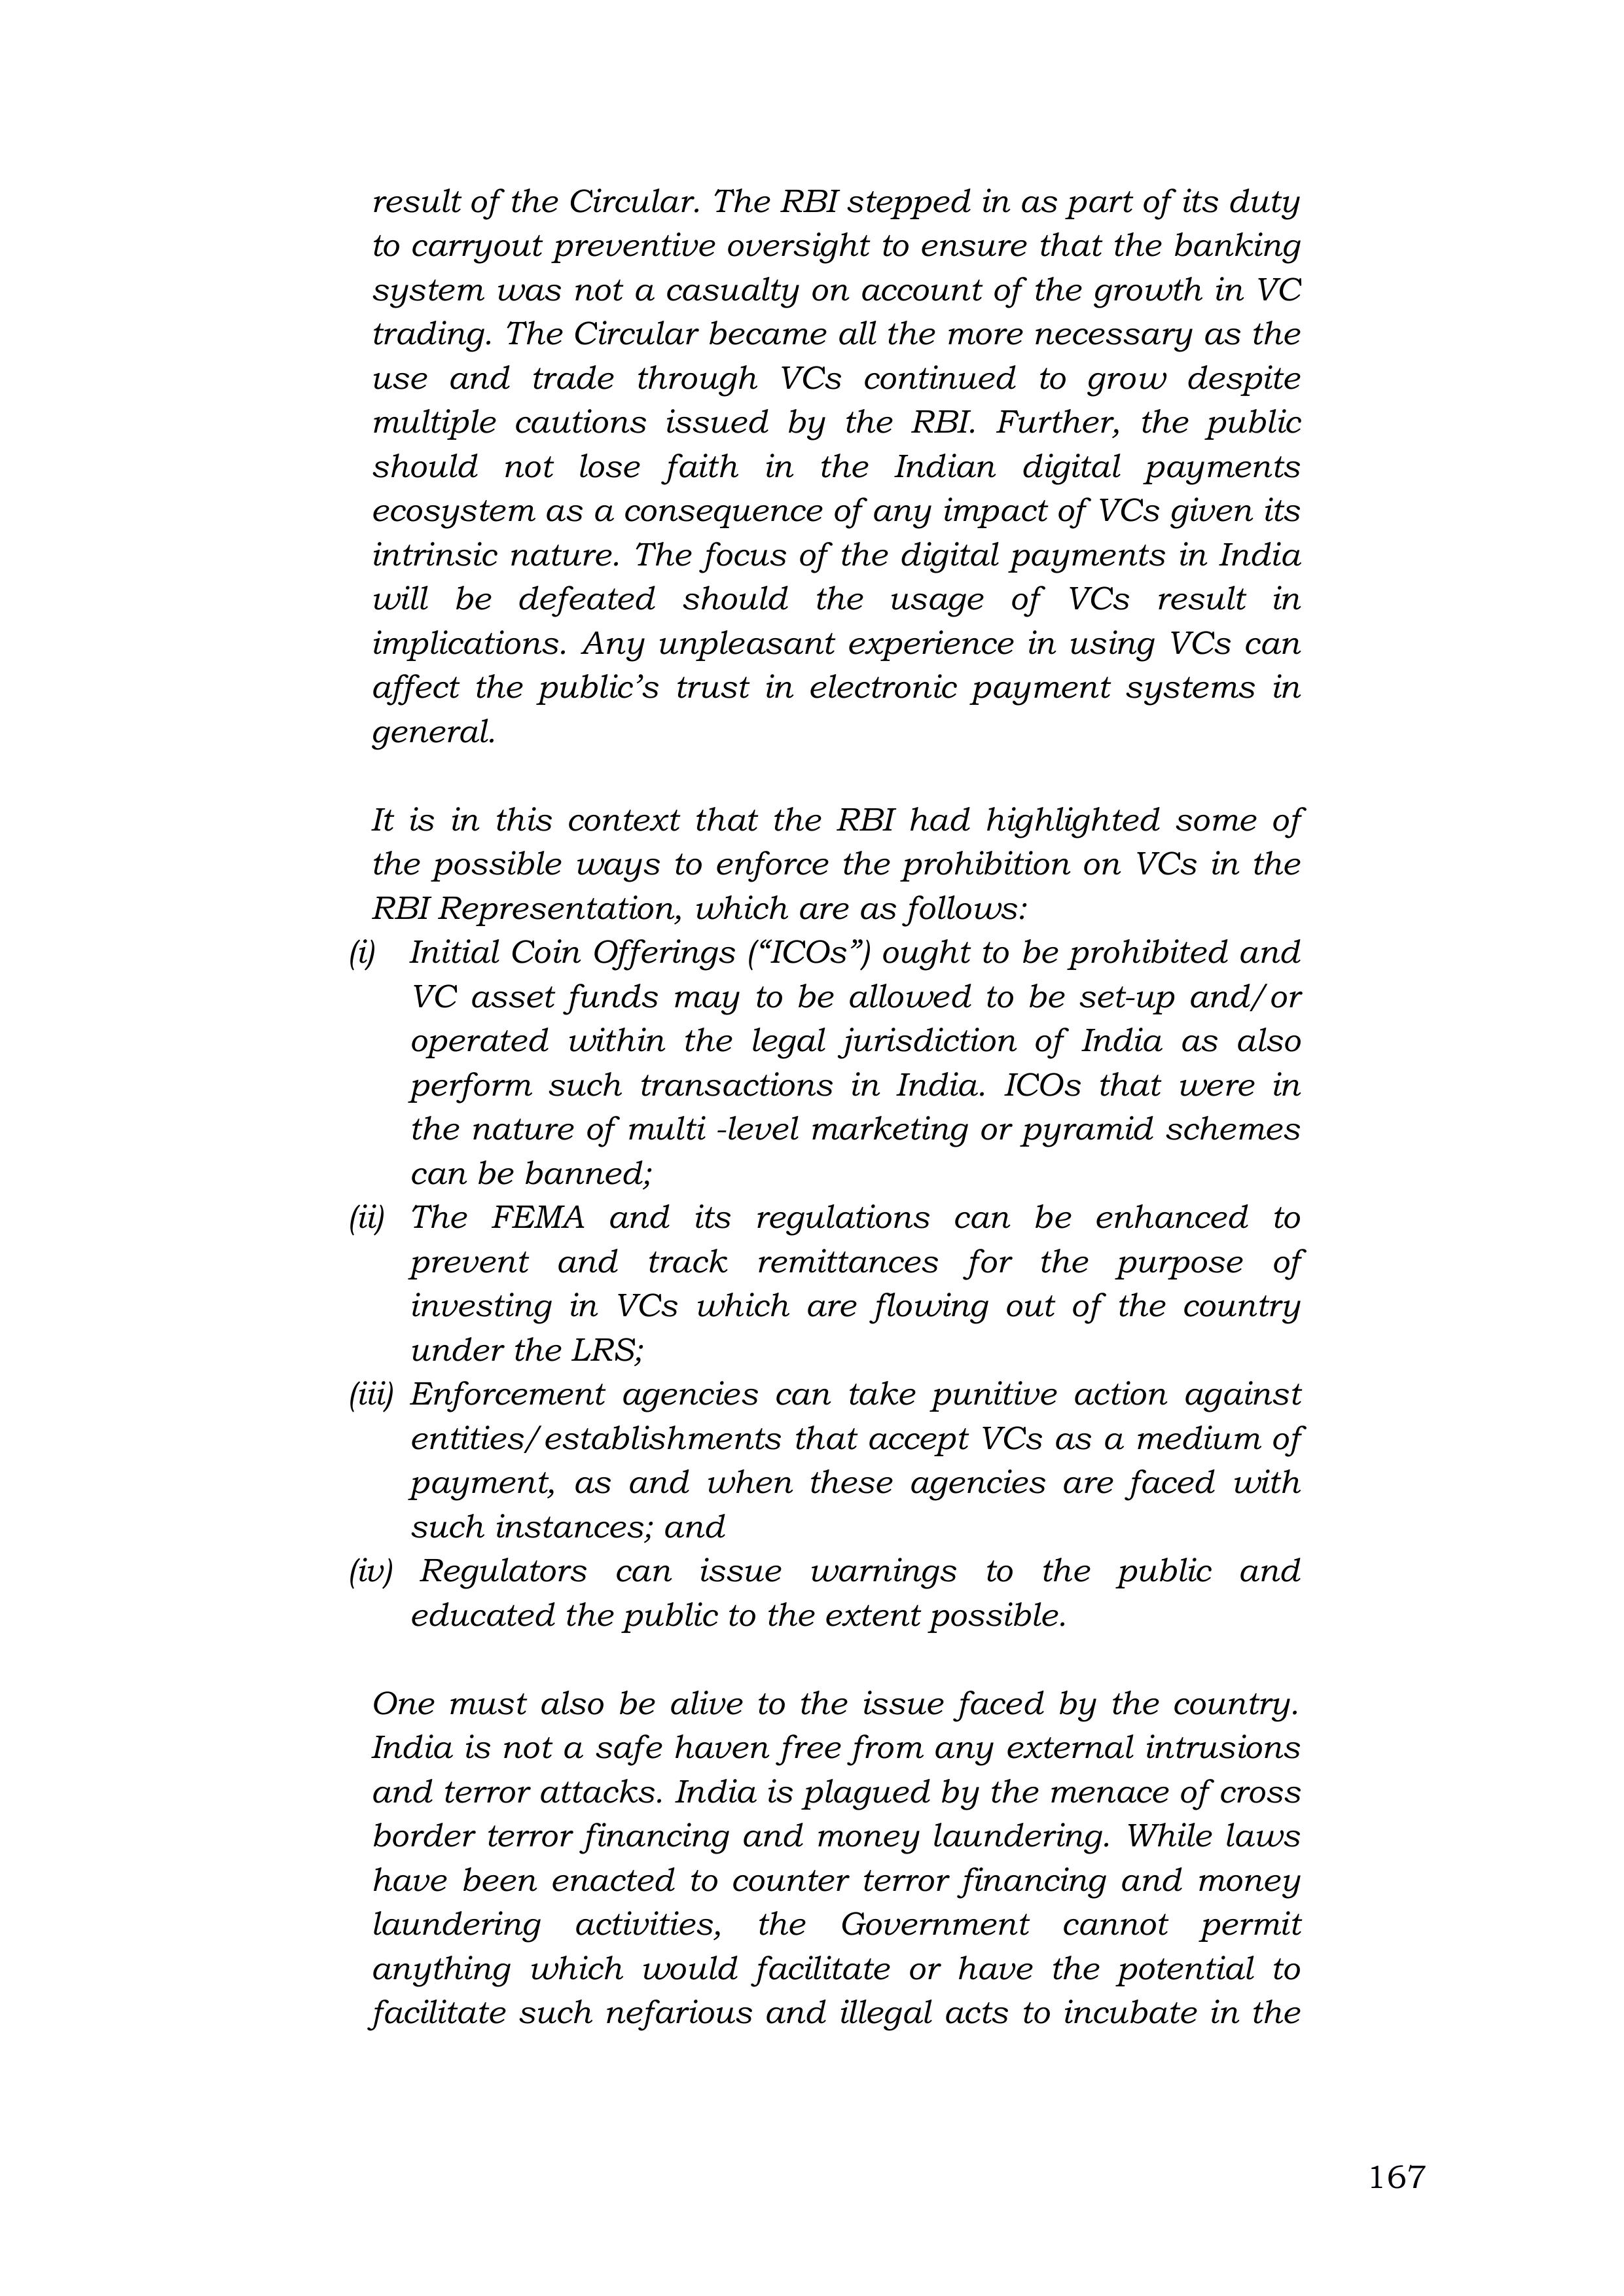 result of the Circular. The RBI stepped in as part of its duty
to carryout preventive oversight to ensure that the banking
system was not a casualty on account of the growth in VC
trading. The Circular became all the more necessary as the
use and trade through VCs continued to grow despite
multiple cautions issued by the RBI. Further, the public
should not lose faith in the Indian digital payments
ecosystem as a consequence of any impact of VCs given its
intrinsic nature. The focus of the digital payments in India
will be defeated should the usage of VCs result in
implications. Any unpleasant experience in using VCs can
affect the public’s trust in electronic payment systems in
general.
It is in this context that the RBI had highlighted some of
the possible ways to enforce the prohibition on VCs in the
RBI Representation, which are as follows:
(i) Initial Coin Offerings (“ICOs”) ought to be prohibited and
VC asset funds may to be allowed to be set-up and/or
operated within the legal jurisdiction of India as also
perform such transactions in India. ICOs that were in
the nature of multi -level marketing or pyramid schemes
can be banned;
(ii) The FEMA and its regulations can be enhanced to
prevent and track remittances for the purpose of
investing in VCs which are flowing out of the country
under the LRS;
(iii) Enforcement agencies can take punitive action against
entities/establishments that accept VCs as a medium of
payment, as and when these agencies are faced with
such instances; and
(iv) Regulators can issue warnings to the public and
educated the public to the extent possible.
One must also be alive to the issue faced by the country.
India is not a safe haven free from any external intrusions
and terror attacks. India is plagued by the menace of cross
border terror financing and money laundering. While laws
have been enacted to counter terror financing and money
laundering activities, the Government cannot permit
anything which would facilitate or have the potential to
facilitate such nefarious and illegal acts to incubate in the
167